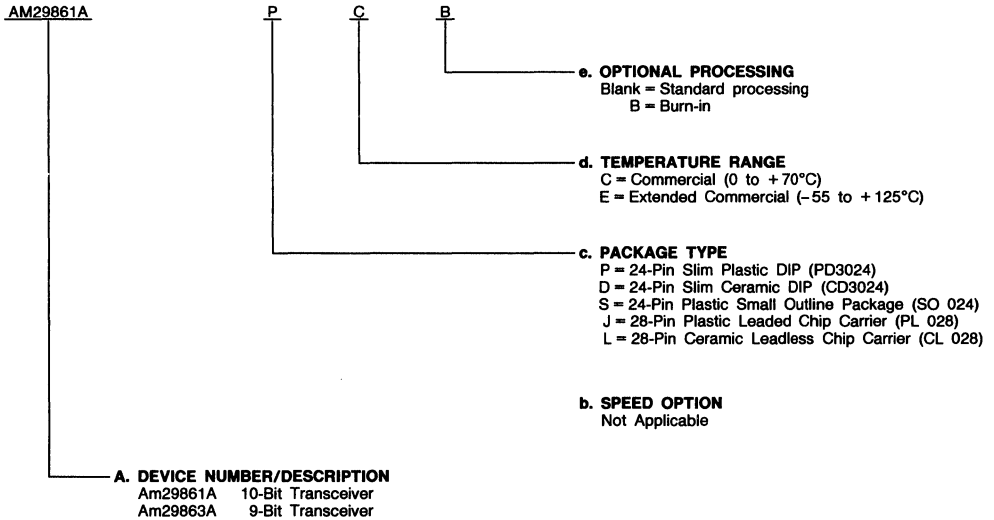 AM29861A P C B
e. OPTIONAL PROCESSING
Blank = Standard processing
B = Burn-in
d. TEMPERATURE RANGE
C = Commercial (0 to +70°C)
E = Extended Commercial (–55 to +125°C)
c. PACKAGE TYPE
P = 24-Pin Slim Plastic DIP (PD3024)
D = 24-Pin Slim Ceramic DIP (CD3024)
S = 24-Pin Plastic Small Outline Package (SO 024)
J = 28-Pin Plastic Leaded Chip Carrier (PL 028)
L = 28-Pin Ceramic Leadless Chip Carrier (CL 028)
b. SPEED OPTION
Not Applicable
A. DEVICE NUMBER/DESCRIPTION
Am29861A 10-Bit Transceiver
Am29863A 9-Bit Transceiver